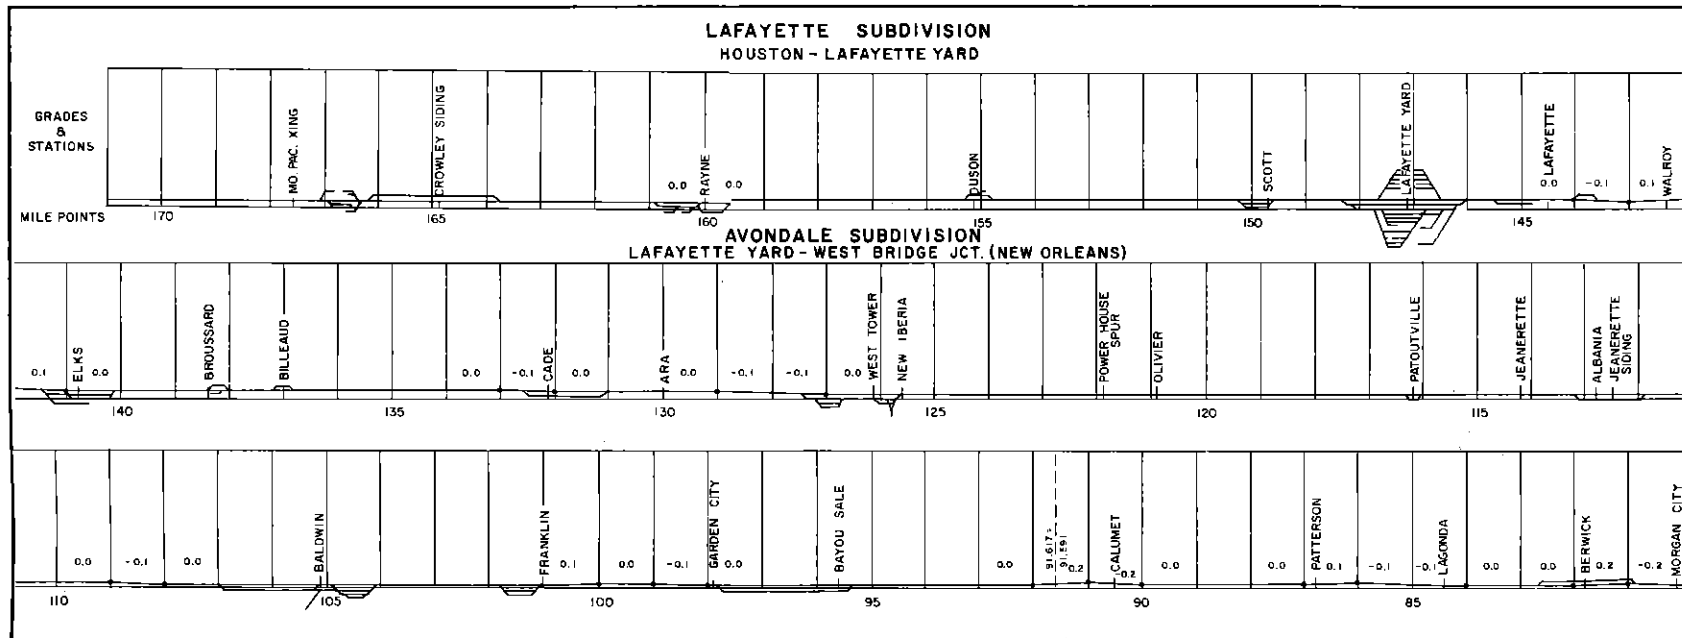 LAFAYETTE SUBDIVISION
HOUSTON - LAFAYETTE YARD
GRADES
&
STATIONS
MO. PAC. XING
CROWLEY SIDING
RAYNE
DUSON
SCOTT
LAFAYETTE YARD
LAFAYETTE
WALROY
0.0 0.0 0.0 -0.1 0.1
MILE POINTS
170 165 160 155 150 145
AVONDALE SUBDIVISION
LAFAYETTE YARD - WEST BRIDGE JCT. (NEW ORLEANS)
ELKS
BROUSSARD
BILLEAUD
CADE
ARA
WEST TOWER
NEW IBERIA
POWER HOUSE
SPUR
OLIVIER
PATOUTVILLE
JEANERETTE
ALBANIA
JEANERETTE
SIDING
0.1 0.0 0.0 -0.1 0.0 0.0 -0.1 -0.1 0.0
140 135 130 125 120 115
BALDWIN
FRANKLIN
GARDEN CITY
BAYOU SALE
91.617 =
91.591
CALUMET
PATTERSON
LAGONDA
BERWICK
MORGAN CITY
0.0 -0.1 0.0 0.1 0.0 -0.1 0.0 0.0 0.2 -0.2 0.0 0.0 0.1 -0.1 -0.1 0.0 0.0 0.2 -0.2
110 105 100 95 90 85